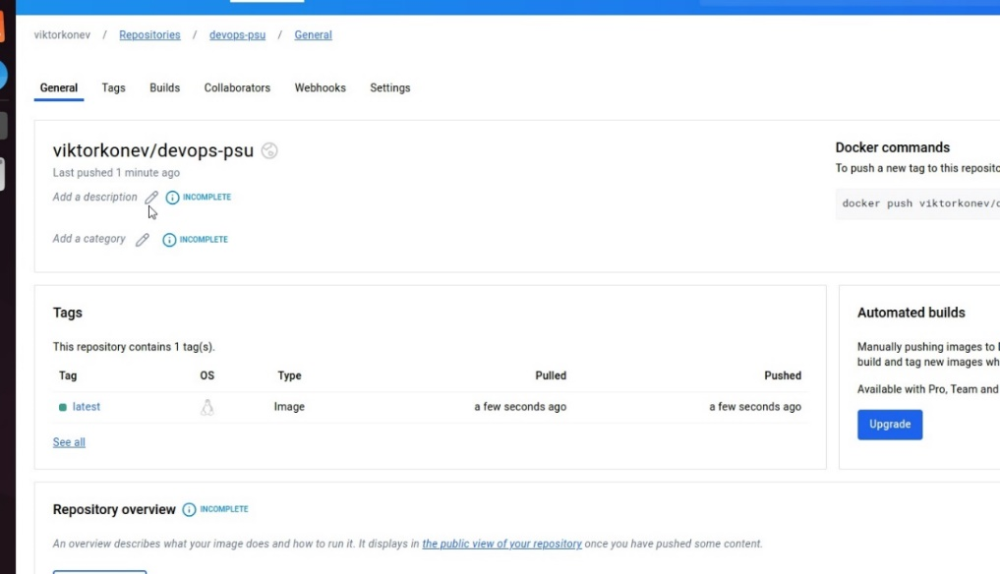 viktorkonev / Repositories / devops-psu / General
General Tags Builds Collaborators Webhooks Settings
viktorkonev/devops-psu
Last pushed 1 minute ago
Add a description INCOMPLETE
Add a category INCOMPLETE
Docker commands
To push a new tag to this reposito
docker push viktorkonev/
Tags
This repository contains 1 tag(s).
Tag OS Type Pulled Pushed
latest Image a few seconds ago a few seconds ago
See all
Automated builds
Manually pushing images to
build and tag new images wh
Available with Pro, Team and
Upgrade
Repository overview INCOMPLETE
An overview describes what your image does and how to run it. It displays in the public view of your repository once you have pushed some content.